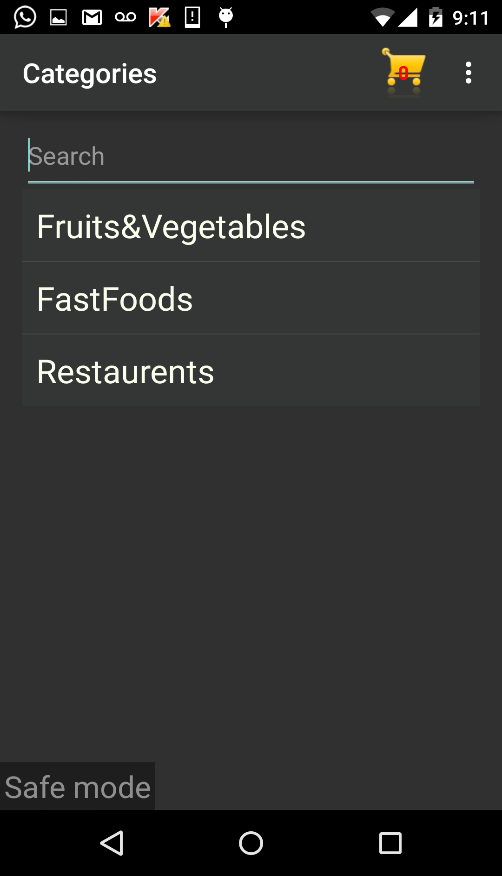 9:11
Categories
0
Search
Fruits&Vegetables
FastFoods
Restaurents
Safe mode